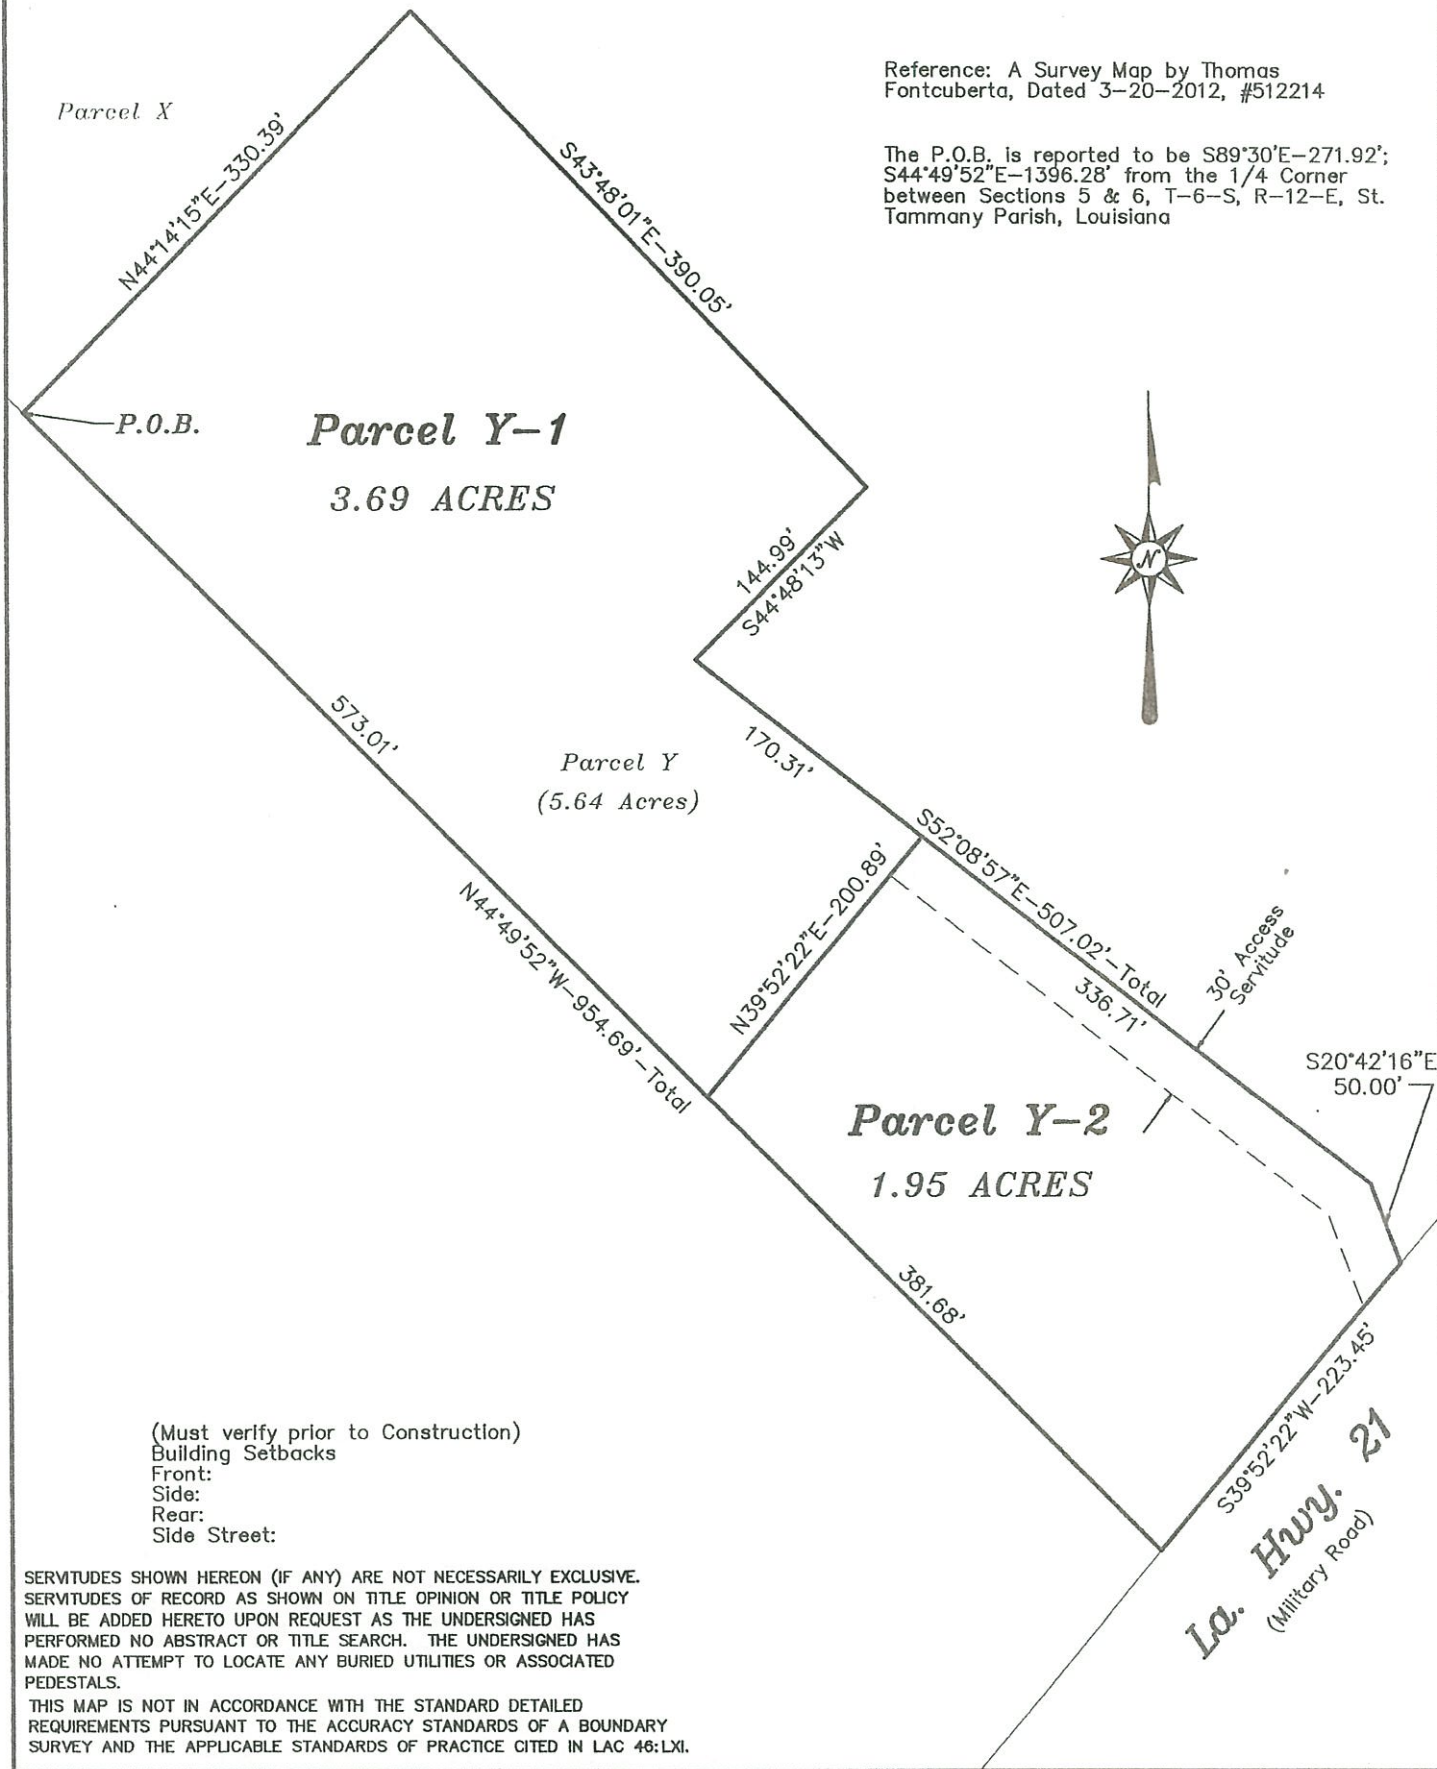 Reference: A Survey Map by Thomas
Fontcuberta, Dated 3-20-2012, #512214
The P.O.B. is reported to be S89°30'E-271.92';
S44°49'52"E-1396.28' from the 1/4 Corner
between Sections 5 & 6, T-6-S, R-12-E, St.
Tammany Parish, Louisiana
Parcel X
N44°14'15"E-330.39'
S43°48'01"E-390.05'
P.O.B.
Parcel Y-1
3.69 ACRES
144.99'
S44°48'13"W
N
573.01'
170.31'
Parcel Y
(5.64 Acres)
S52°08'57"E-507.02'-Total
336.71'
N39°52'22"E-200.89'
N44°49'52"W-954.69'-Total
30' Access
Servitude
S20°42'16"E
50.00'
Parcel Y-2
1.95 ACRES
381.68'
S39°52'22"W-223.45'
La. Hwy. 21
(Military Road)
(Must verify prior to Construction)
Building Setbacks
Front:
Side:
Rear:
Side Street:
SERVITUDES SHOWN HEREON (IF ANY) ARE NOT NECESSARILY EXCLUSIVE.
SERVITUDES OF RECORD AS SHOWN ON TITLE OPINION OR TITLE POLICY
WILL BE ADDED HERETO UPON REQUEST AS THE UNDERSIGNED HAS
PERFORMED NO ABSTRACT OR TITLE SEARCH. THE UNDERSIGNED HAS
MADE NO ATTEMPT TO LOCATE ANY BURIED UTILITIES OR ASSOCIATED
PEDESTALS.
THIS MAP IS NOT IN ACCORDANCE WITH THE STANDARD DETAILED
REQUIREMENTS PURSUANT TO THE ACCURACY STANDARDS OF A BOUNDARY
SURVEY AND THE APPLICABLE STANDARDS OF PRACTICE CITED IN LAC 46:LXI.